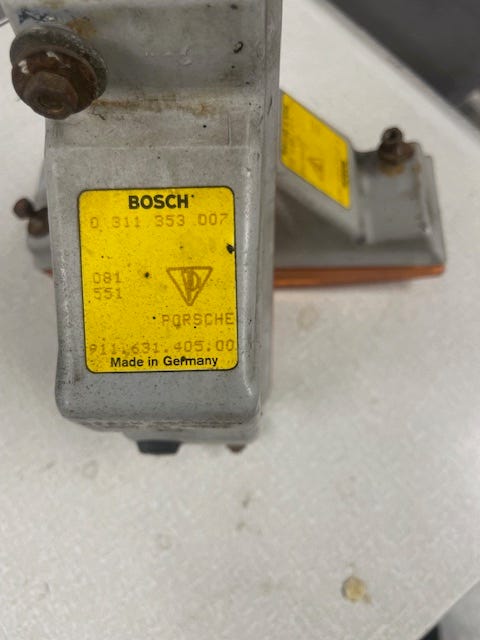 BOSCH
0 311 353 007
081
551
PORSCHE
911.631.405.00
Made in Germany